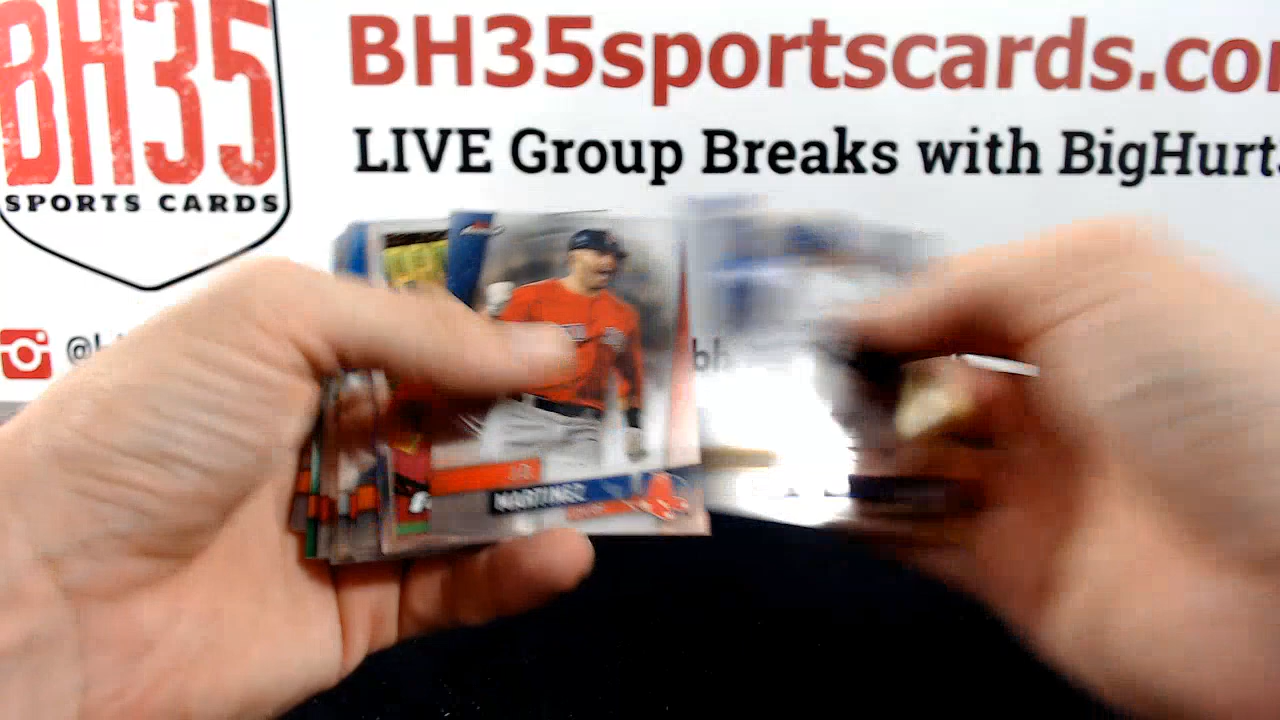 BH35
SPORTS CARDS
BH35sportscards.co
LIVE Group Breaks with BigHurt
MARTINEZ